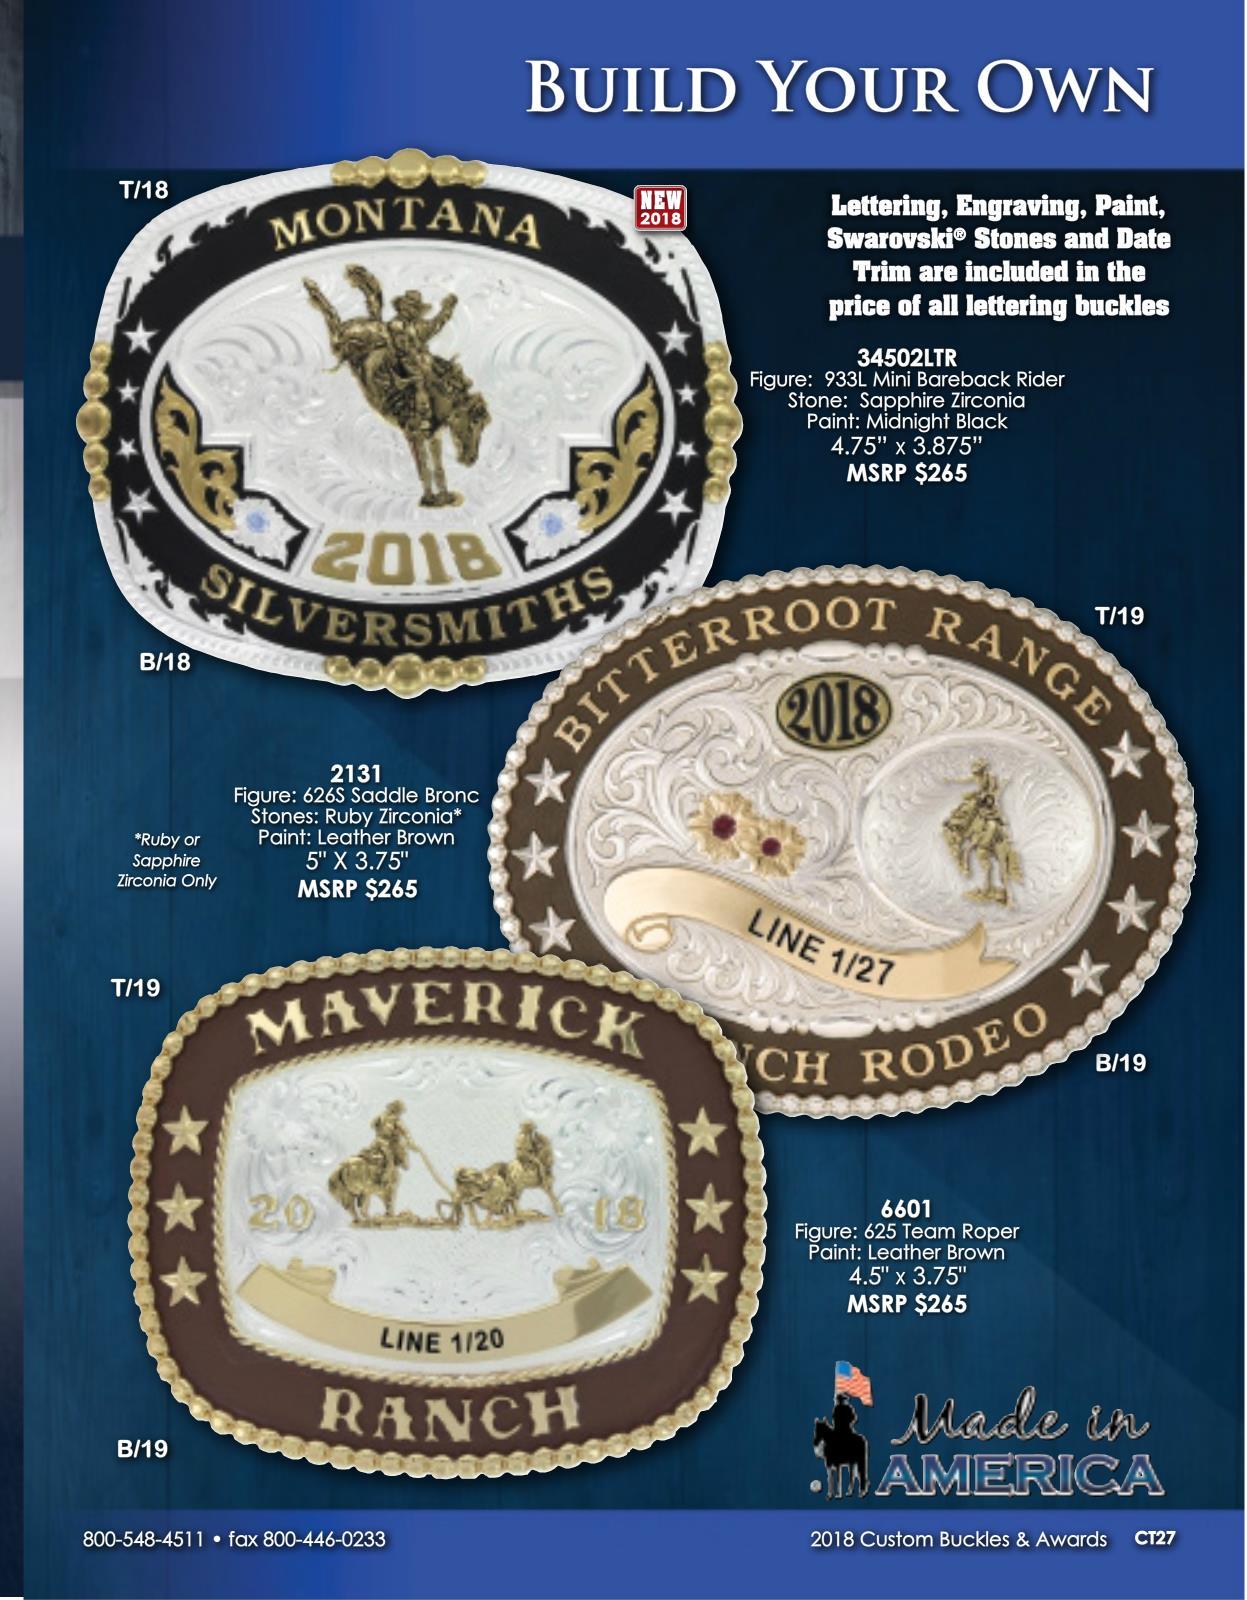 BUILD YOUR OWN
T/18
MONTANA
NEW
2018
2018
SILVERSMITHS
B/18
Lettering, Engraving, Paint,
Swarovski® Stones and Date
Trim are included in the
price of all lettering buckles
34502LTR
Figure: 933L Mini Bareback Rider
Stone: Sapphire Zirconia
Paint: Midnight Black
4.75” x 3.875”
MSRP $265
T/19
BITTERROOT RANGE
2018
LINE 1/27
CH RODEO
B/19
2131
Figure: 626S Saddle Bronc
Stones: Ruby Zirconia*
Paint: Leather Brown
5" X 3.75"
MSRP $265
*Ruby or
Sapphire
Zirconia Only
T/19
MAVERICK
20 18
LINE 1/20
RANCH
B/19
6601
Figure: 625 Team Roper
Paint: Leather Brown
4.5" x 3.75"
MSRP $265
Made in
AMERICA
800-548-4511 • fax 800-446-0233
2018 Custom Buckles & Awards CT27